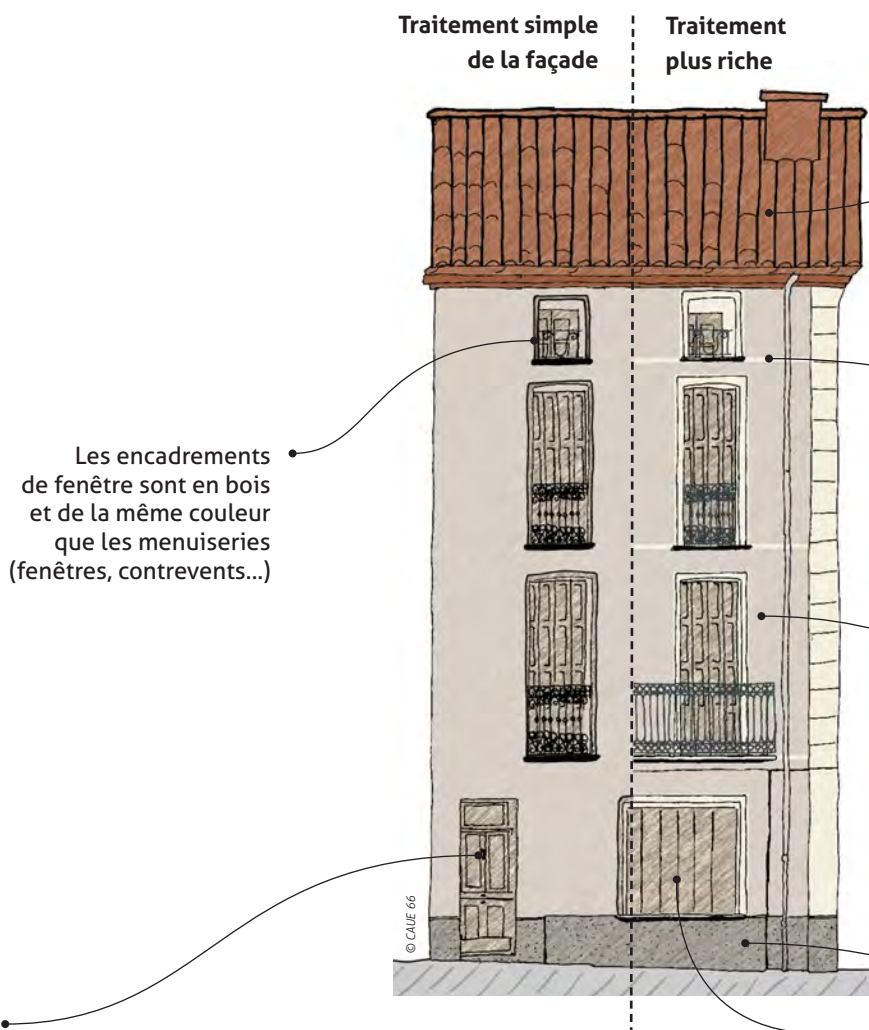 Traitement simple
de la façade
Traitement
plus riche
Les encadrements
de fenêtre sont en bois
et de la même couleur
que les menuiseries
(fenêtres, contrevents...)
© CAUE 66